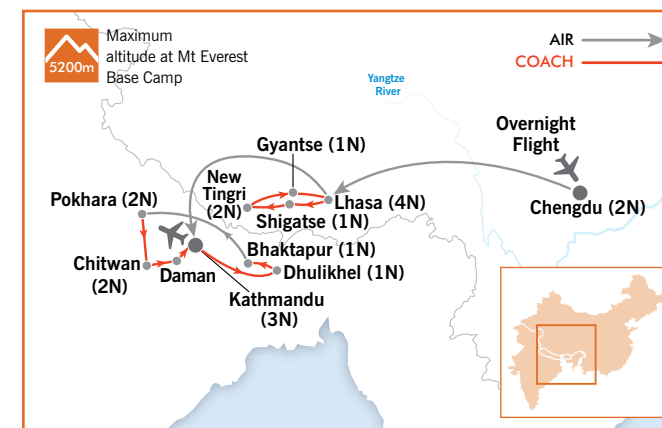 Maximum
altitude at Mt Everest
Base Camp
5200m
AIR
COACH
Yangtze
River
Overnight
Flight
Gyantse (1N)
New
Tingri
(2N)
Lhasa (4N)
Shigatse (1N)
Chengdu (2N)
Pokhara (2N)
Bhaktapur (1N)
Chitwan
(2N)
Daman
Dhulikhel (1N)
Kathmandu
(3N)